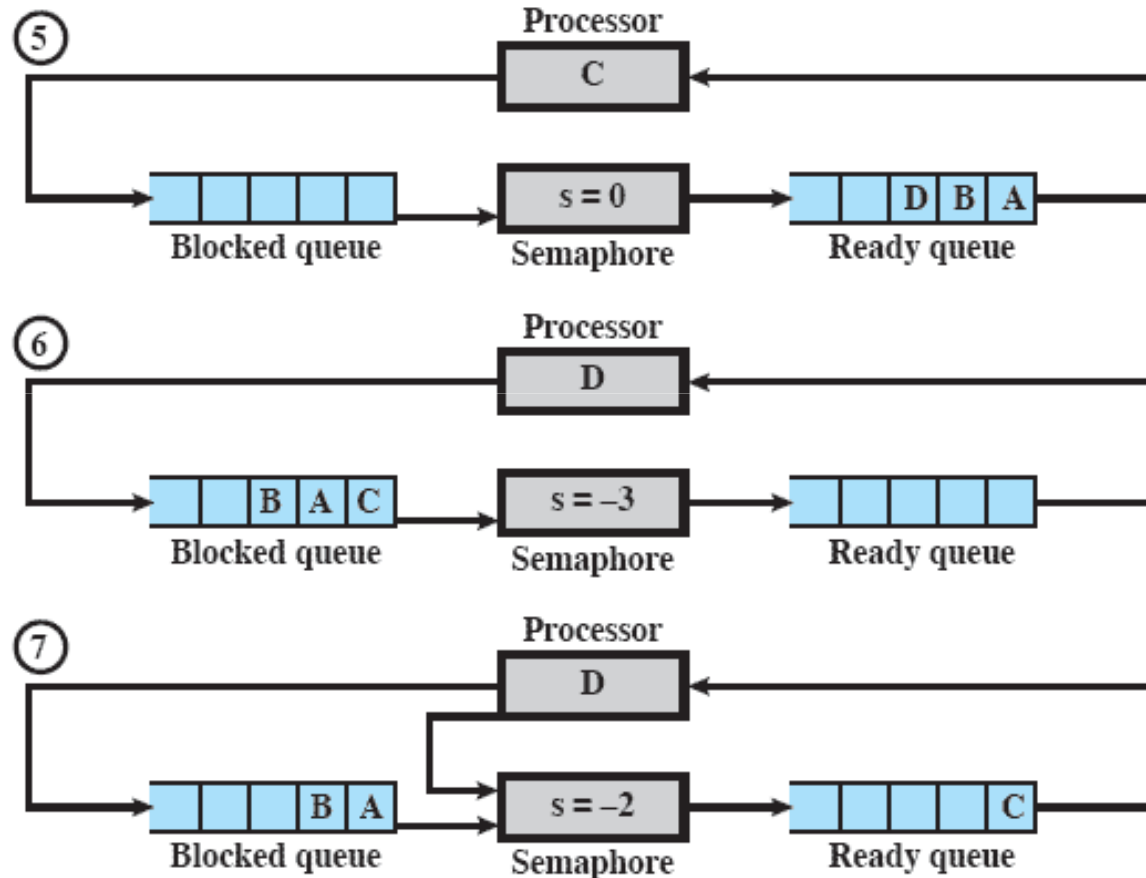 5
Processor
C
s = 0
D B A
Blocked queue
Semaphore
Ready queue
6
Processor
D
B A C
s = –3
Blocked queue
Semaphore
Ready queue
7
Processor
D
B A
s = –2
C
Blocked queue
Semaphore
Ready queue